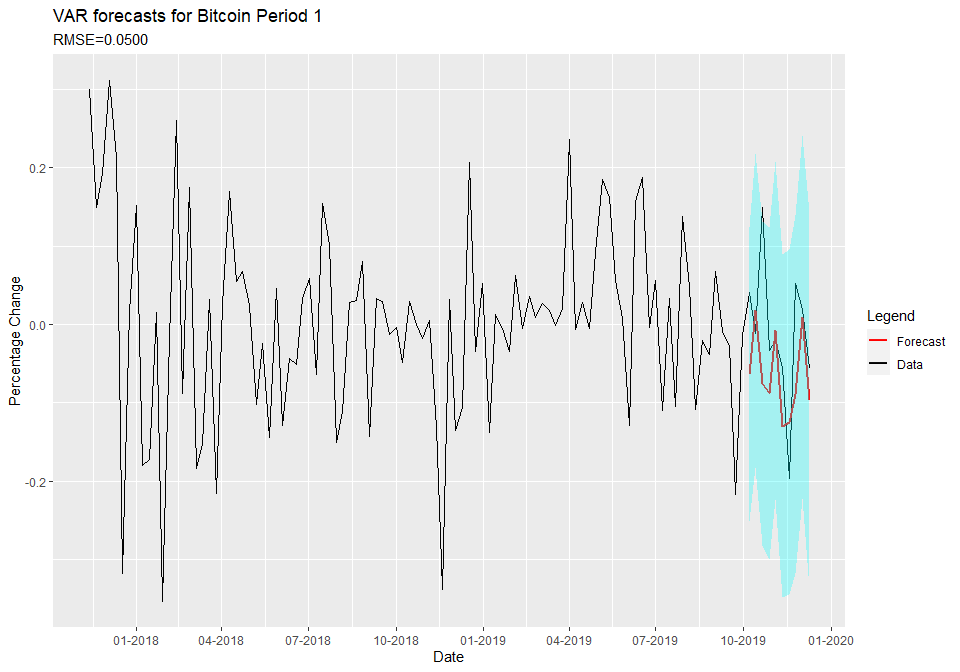 VAR forecasts for Bitcoin Period 1
RMSE=0.0500
Percentage Change
0.2
0.0
-0.2
01-2018
04-2018
07-2018
10-2018
01-2019
04-2019
07-2019
10-2019
01-2020
Date
Legend
Forecast
Data